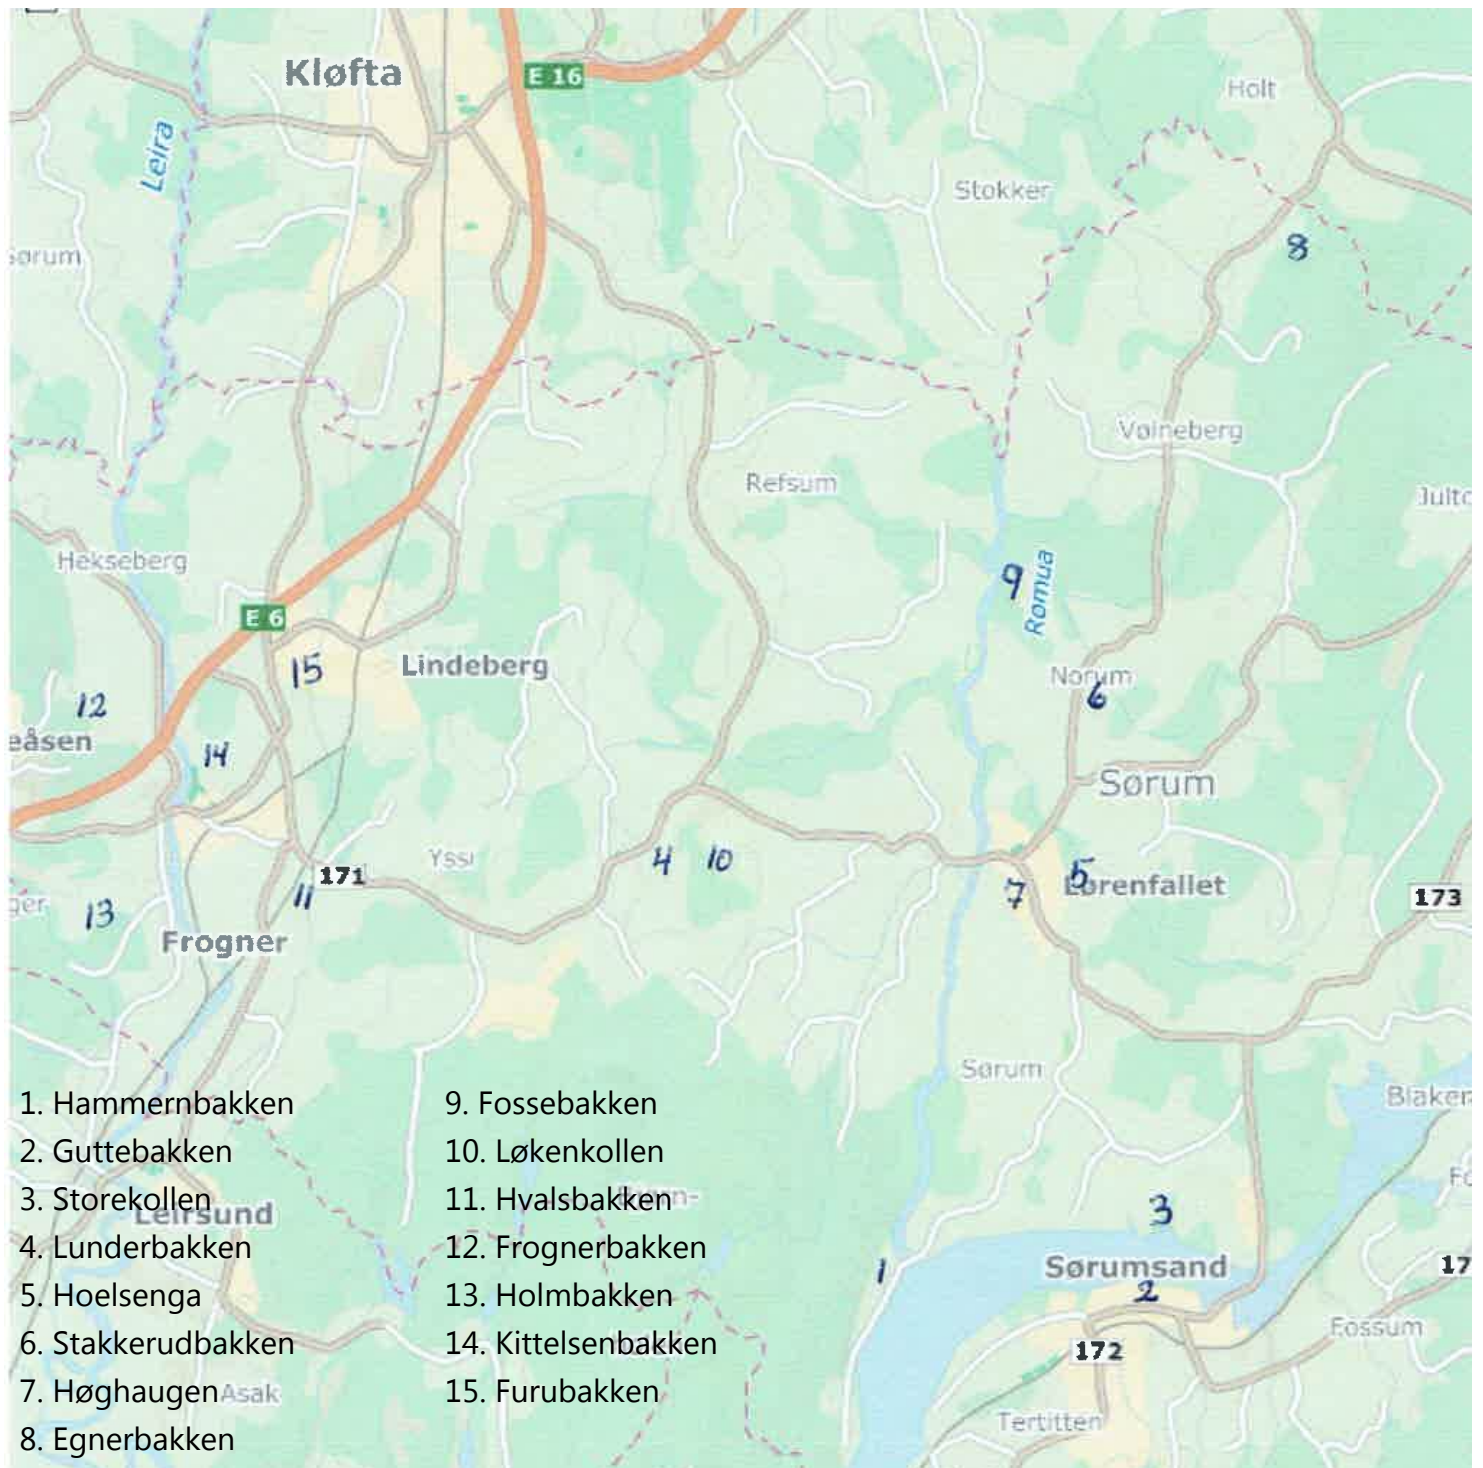 Kløfta
E 16
Holt
Leira
Stokker
8
Sørum
Vølneberg
Refsum
Julto
Hekseberg
9
Romua
E 6
15
Lindeberg
Norum
6
12
eåsen
14
Sørum
Yssi
4
10
171
11
5
Lørenfallet
7
173
ger
13
Frogner
Sørum
Blaker
1. Hammernbakken
2. Guttebakken
3. Storekollen
4. Lunderbakken
5. Hoelsenga
6. Stakkerudbakken
7. Høghaugen
8. Egnerbakken
9. Fossebakken
10. Løkenkollen
11. Hvalsbakken
12. Frognerbakken
13. Holmbakken
14. Kittelsenbakken
15. Furubakken
Leirsund
Asak
3
1
Sørumsand
2
17
172
Fossum
Tertitten